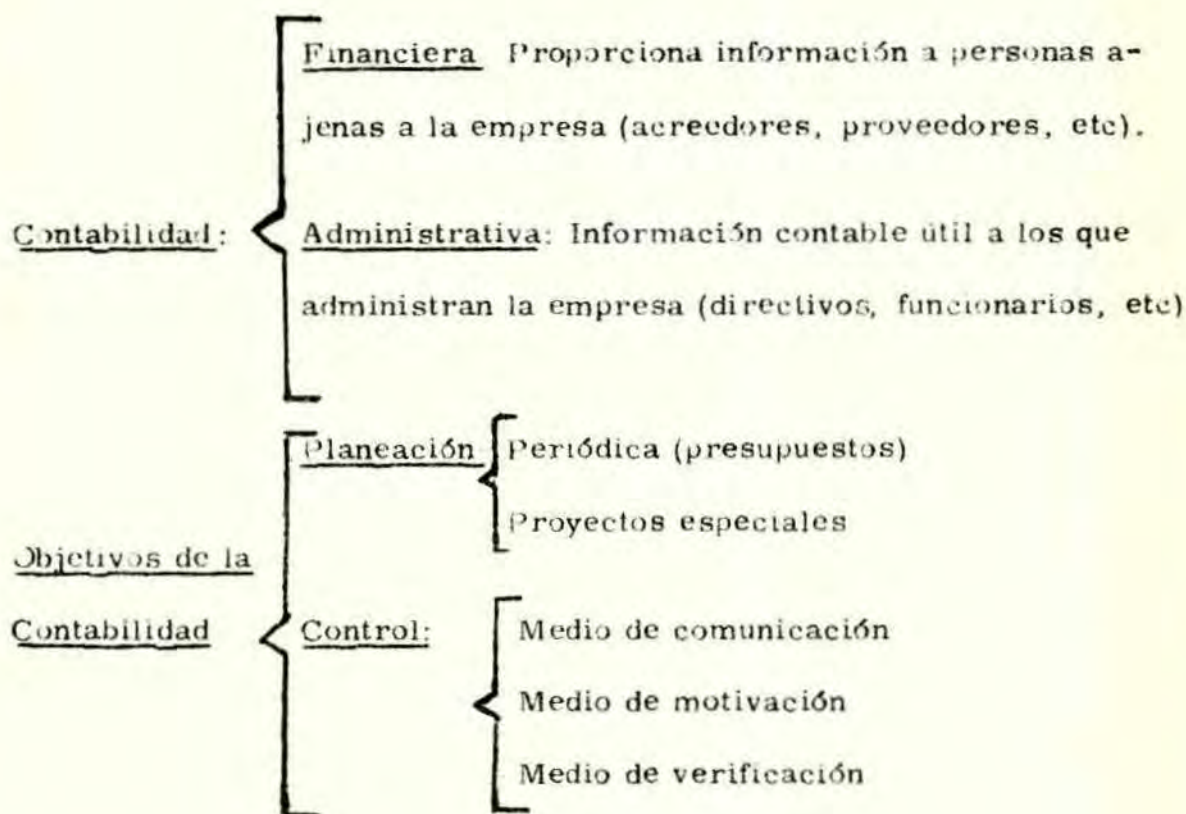 Financiera Proporciona información a personas a-
jenas a la empresa (acreedores, proveedores, etc).
Contabilidad:
Administrativa: Información contable útil a los que
administran la empresa (directivos, funcionarios, etc)
Planeación
Periódica (presupuestos)
Proyectos especiales
Objetivos de la
Contabilidad
Control:
Medio de comunicación
Medio de motivación
Medio de verificación